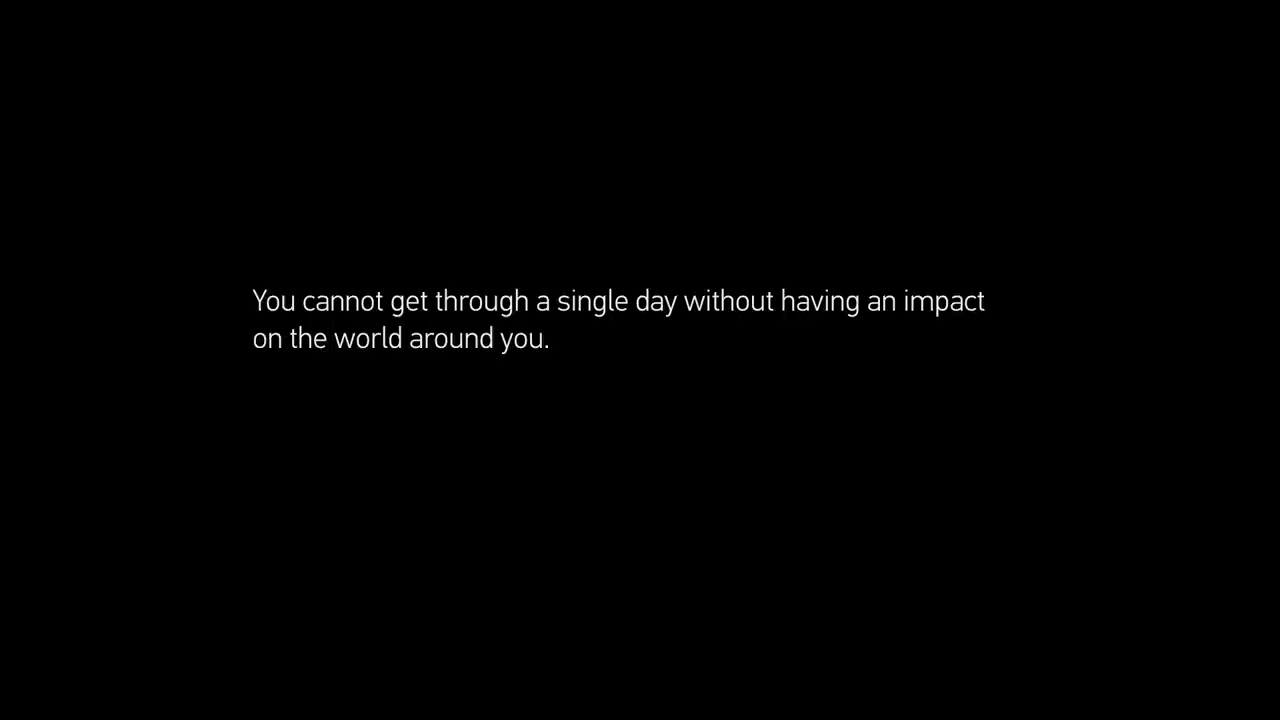 You cannot get through a single day without having an impact
on the world around you.